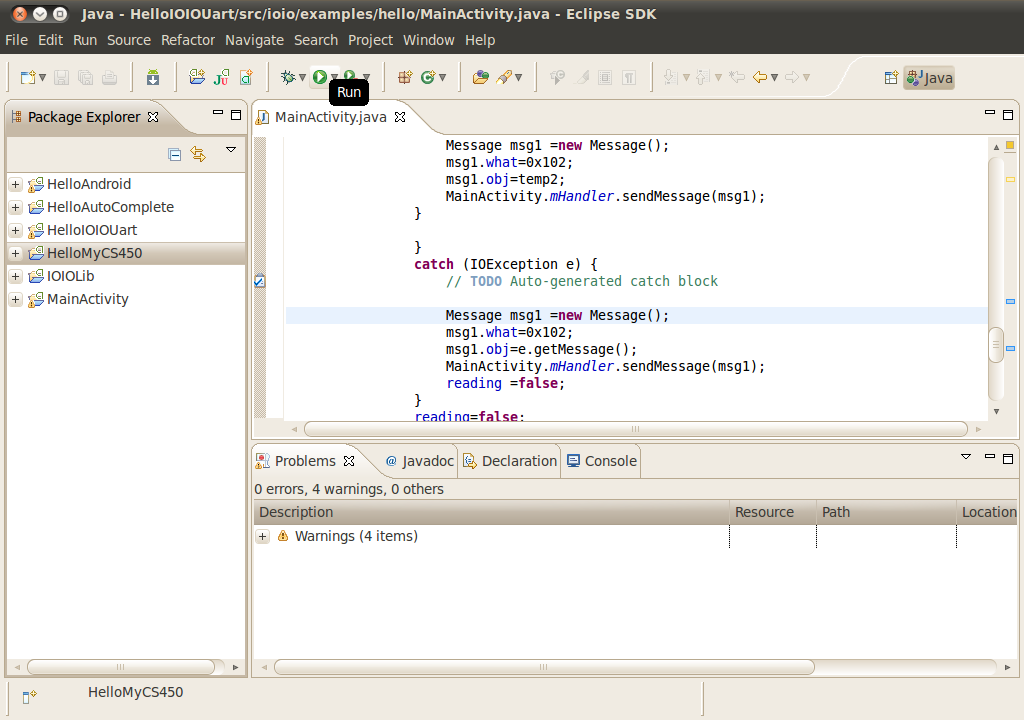 Java - HelloIOIOUart/src/ioio/examples/hello/MainActivity.java - Eclipse SDK
File Edit Run Source Refactor Navigate Search Project Window Help
Java
Run
Package Explorer
HelloAndroid
HelloAutoComplete
HelloIOIOUart
HelloMyCS450
IOIOLib
MainActivity
MainActivity.java
Message msg1 =new Message();
msg1.what=0x102;
msg1.obj=temp2;
MainActivity.mHandler.sendMessage(msg1);
}
}
catch (IOException e) {
// TODO Auto-generated catch block
Message msg1 =new Message();
msg1.what=0x102;
msg1.obj=e.getMessage();
MainActivity.mHandler.sendMessage(msg1);
reading =false;
}
reading=false;
Problems @ Javadoc Declaration Console
0 errors, 4 warnings, 0 others
Description Resource Path Location
Warnings (4 items)
HelloMyCS450